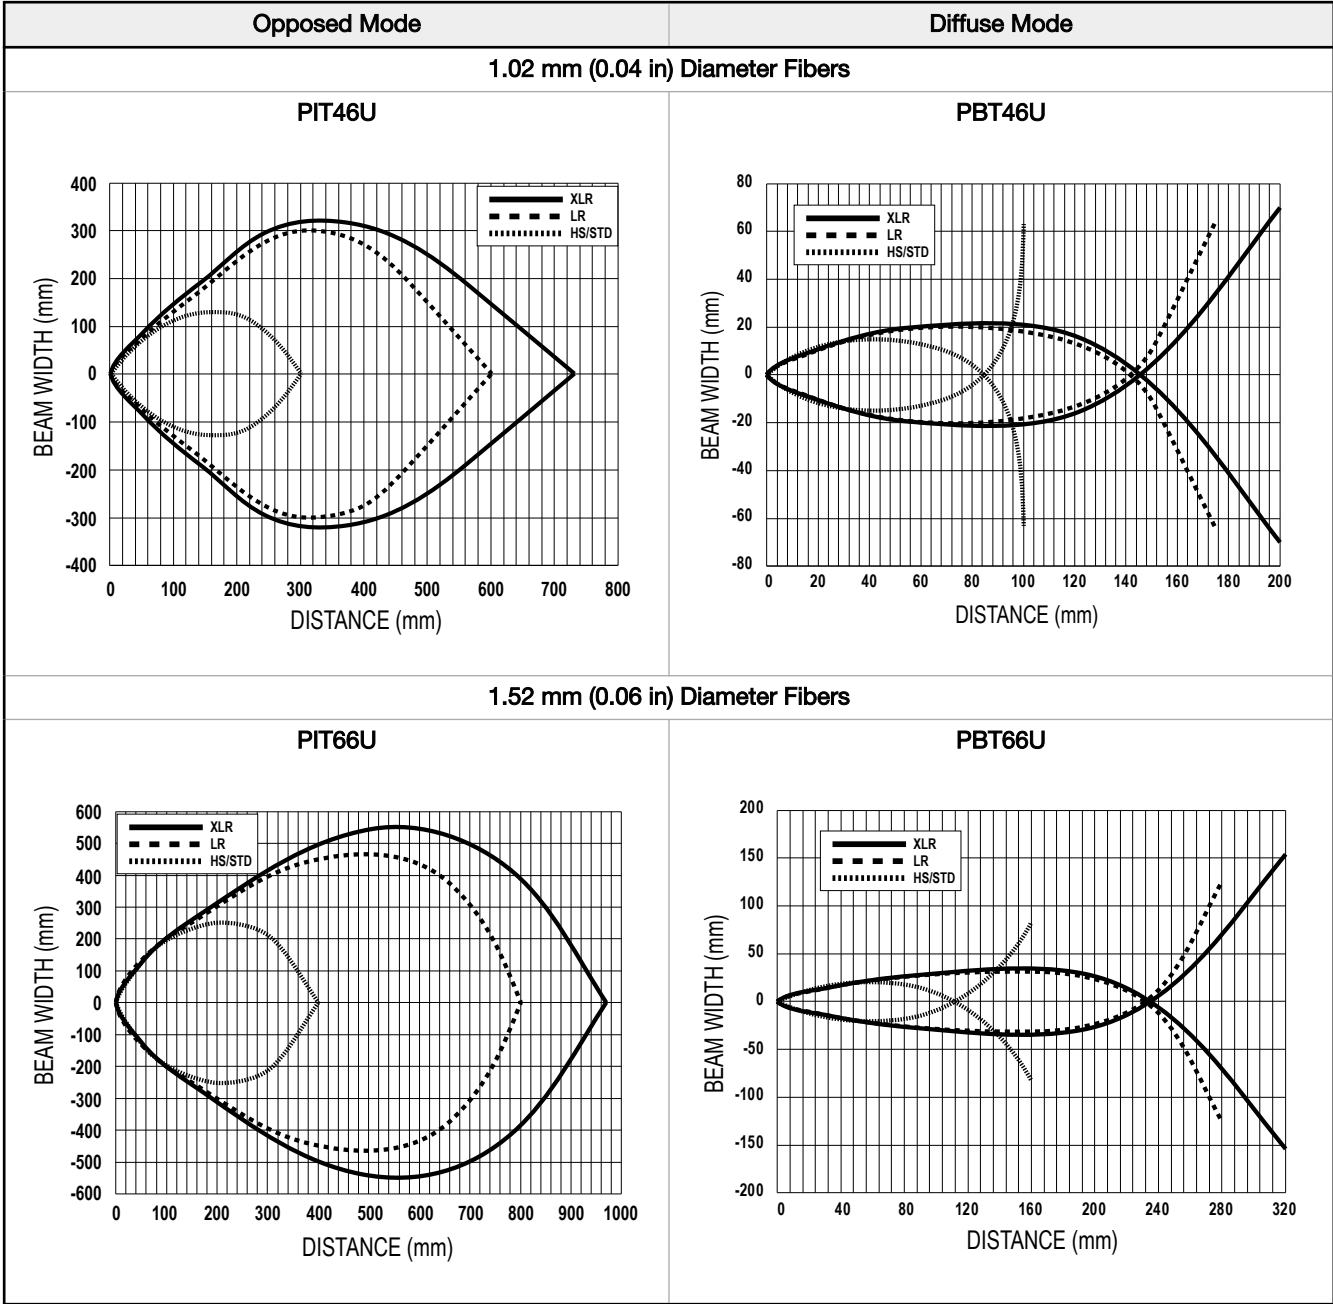 Opposed Mode
Diffuse Mode
1.02 mm (0.04 in) Diameter Fibers
PIT46U
PBT46U
400
300
200
100
0
-100
-200
-300
-400
BEAM WIDTH (mm)
XLR
LR
HS/STD
0 100 200 300 400 500 600 700 800
DISTANCE (mm)
80
60
40
20
0
-20
-40
-60
-80
BEAM WIDTH (mm)
XLR
LR
HS/STD
0 20 40 60 80 100 120 140 160 180 200
DISTANCE (mm)
1.52 mm (0.06 in) Diameter Fibers
PIT66U
PBT66U
600
500
400
300
200
100
0
-100
-200
-300
-400
-500
-600
BEAM WIDTH (mm)
XLR
LR
HS/STD
0 100 200 300 400 500 600 700 800 900 1000
DISTANCE (mm)
200
150
100
50
0
-50
-100
-150
-200
BEAM WIDTH (mm)
XLR
LR
HS/STD
0 40 80 120 160 200 240 280 320
DISTANCE (mm)